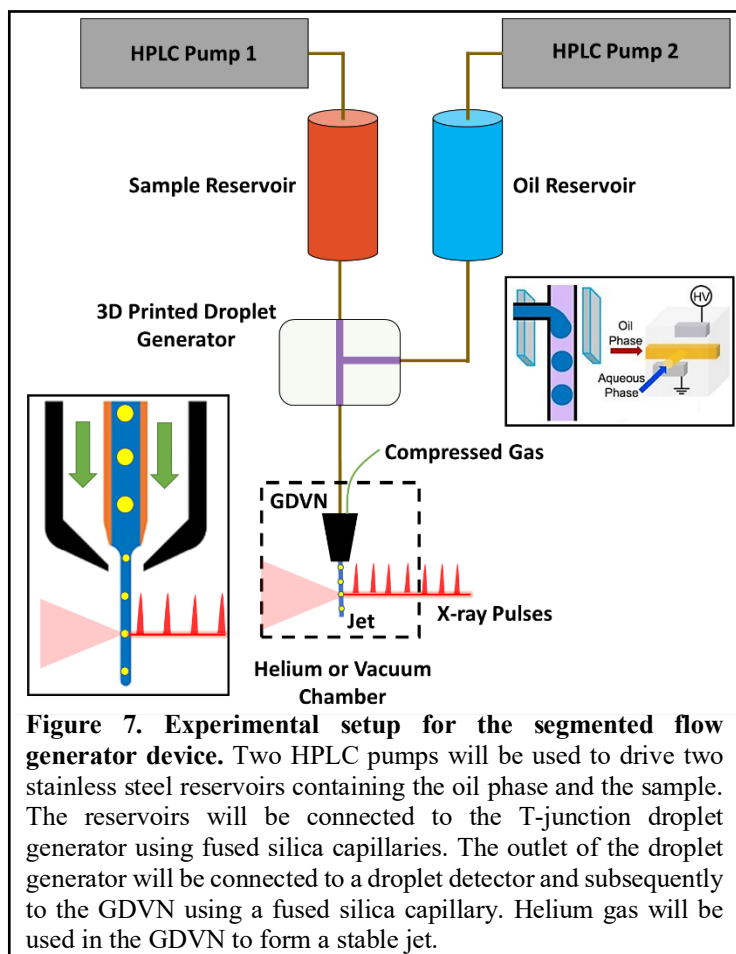 HPLC Pump 1
HPLC Pump 2
Sample Reservoir
Oil Reservoir
3D Printed Droplet
Generator
HV
Oil
Phase
Aqueous
Phase
Compressed Gas
GDVN
X-ray Pulses
Jet
Helium or Vacuum
Chamber
Figure 7. Experimental setup for the segmented flow
generator device. Two HPLC pumps will be used to drive two
stainless steel reservoirs containing the oil phase and the sample.
The reservoirs will be connected to the T-junction droplet
generator using fused silica capillaries. The outlet of the droplet
generator will be connected to a droplet detector and subsequently
to the GDVN using a fused silica capillary. Helium gas will be
used in the GDVN to form a stable jet.